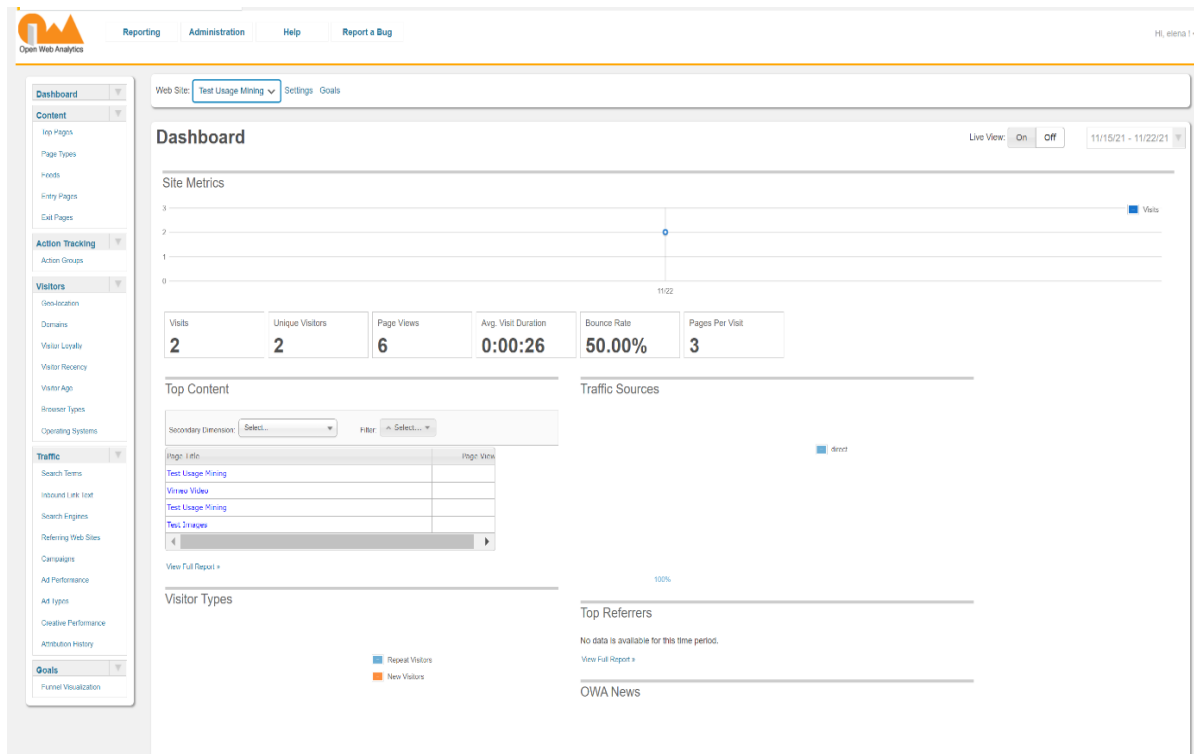 OWA
Open Web Analytics
Reporting Administration Help Report a Bug
Hi, elena !
Dashboard
Content
Top Pages
Page Types
Feeds
Entry Pages
Exit Pages
Action Tracking
Action Groups
Visitors
Geo-location
Domains
Visitor Loyalty
Visitor Recency
Visitor Age
Browser Types
Operating Systems
Traffic
Search Terms
Inbound Link Text
Search Engines
Referring Web Sites
Campaigns
Ad Performance
Ad Types
Creative Performance
Attribution History
Goals
Funnel Visualization
Web Site: Test Usage Mining Settings Goals
Dashboard
Live View: On Off 11/15/21 - 11/22/21
Site Metrics
3
2
1
0
11/22
Visits
Visits Unique Visitors Page Views Avg. Visit Duration Bounce Rate Pages Per Visit
2 2 6 0:00:26 50.00% 3
Top Content
Secondary Dimension: Select... Filter: Select...
Page Title Page View
Test Usage Mining
Vimeo Video
Test Usage Mining
Test Images
View Full Report »
Visitor Types
Repeat Visitors
New Visitors
Traffic Sources
direct
100%
Top Referrers
No data is available for this time period.
View Full Report »
OWA News